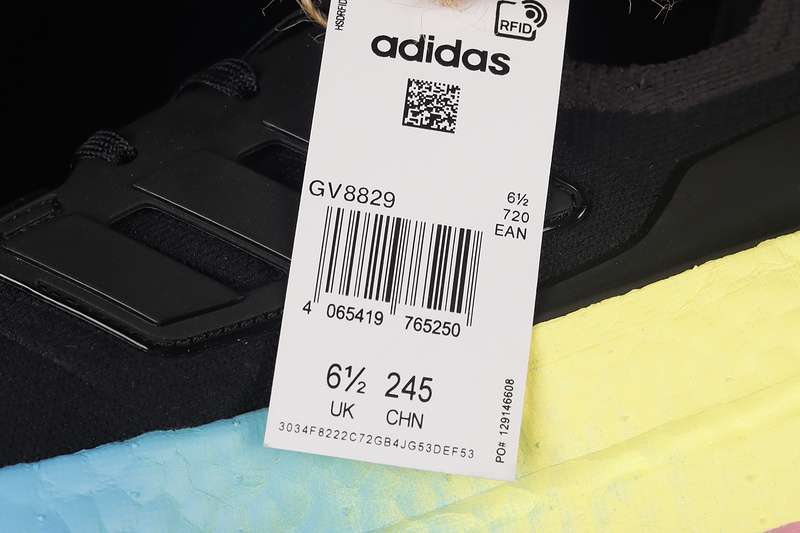 HSDRFID
RFID
adidas
GV8829
6½
720
EAN
4 065419 765250
6½ 245
UK CHN
3034F8222C72GB4JG53DEF53
PO# 129146608